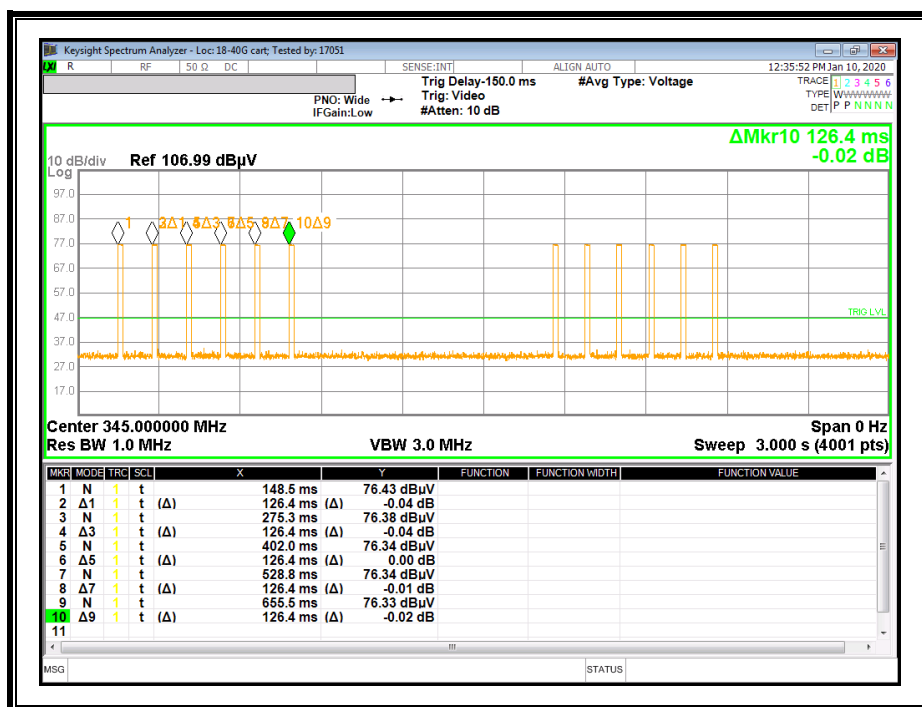 Keysight Spectrum Analyzer - Loc: 18-40G cart; Tested by: 17051
LXI R RF 50 Ω DC SENSE:INT ALIGN AUTO 12:35:52 PM Jan 10, 2020
Trig Delay-150.0 ms #Avg Type: Voltage TRACE 1 2 3 4 5 6
PNO: Wide Trig: Video TYPE W W W W W W
IFGain:Low #Atten: 10 dB DET P P N N N N
ΔMkr10 126.4 ms
-0.02 dB
10 dB/div Ref 106.99 dBµV
Log
97.0
87.0
1 10Δ9
77.0
67.0
57.0
47.0
TRIG LVL
37.0
27.0
17.0
Center 345.000000 MHz Span 0 Hz
Res BW 1.0 MHz VBW 3.0 MHz Sweep 3.000 s (4001 pts)
MKR MODE TRC SCL X Y FUNCTION FUNCTION WIDTH FUNCTION VALUE
1 N 1 t 148.5 ms 76.43 dBµV
2 Δ1 1 t (Δ) 126.4 ms (Δ) -0.04 dB
3 N 1 t 275.3 ms 76.38 dBµV
4 Δ3 1 t (Δ) 126.4 ms (Δ) -0.04 dB
5 N 1 t 402.0 ms 76.34 dBµV
6 Δ5 1 t (Δ) 126.4 ms (Δ) 0.00 dB
7 N 1 t 528.8 ms 76.34 dBµV
8 Δ7 1 t (Δ) 126.4 ms (Δ) -0.01 dB
9 N 1 t 655.5 ms 76.33 dBµV
10 Δ9 1 t (Δ) 126.4 ms (Δ) -0.02 dB
11
MSG STATUS